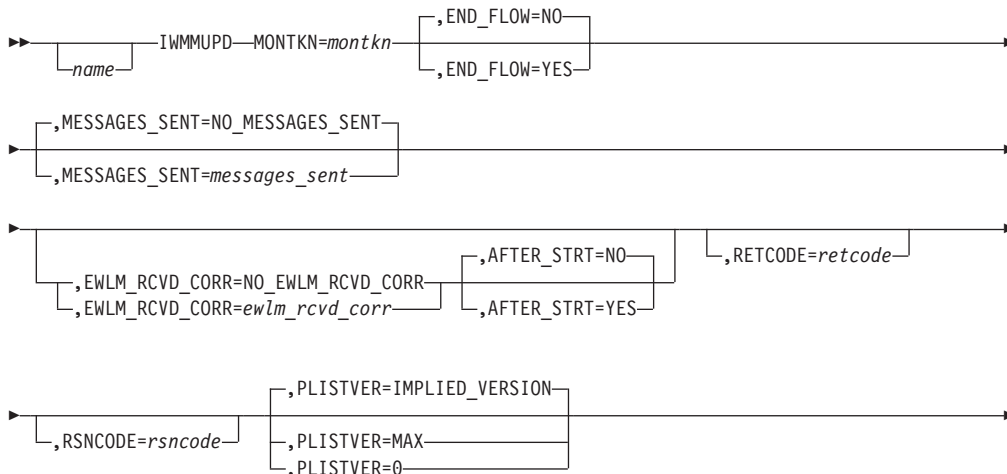 ,END_FLOW=NO
IWMMUPD MONTKN=montkn
name ,END_FLOW=YES
,MESSAGES_SENT=NO_MESSAGES_SENT
,MESSAGES_SENT=messages_sent
,AFTER_STRT=NO
,EWLM_RCVD_CORR=NO_EWLM_RCVD_CORR ,RETCODE=retcode
,EWLM_RCVD_CORR=ewlm_rcvd_corr ,AFTER_STRT=YES
,PLISTVER=IMPLIED_VERSION
,RSNCODE=rsncode ,PLISTVER=MAX
,PLISTVER=0